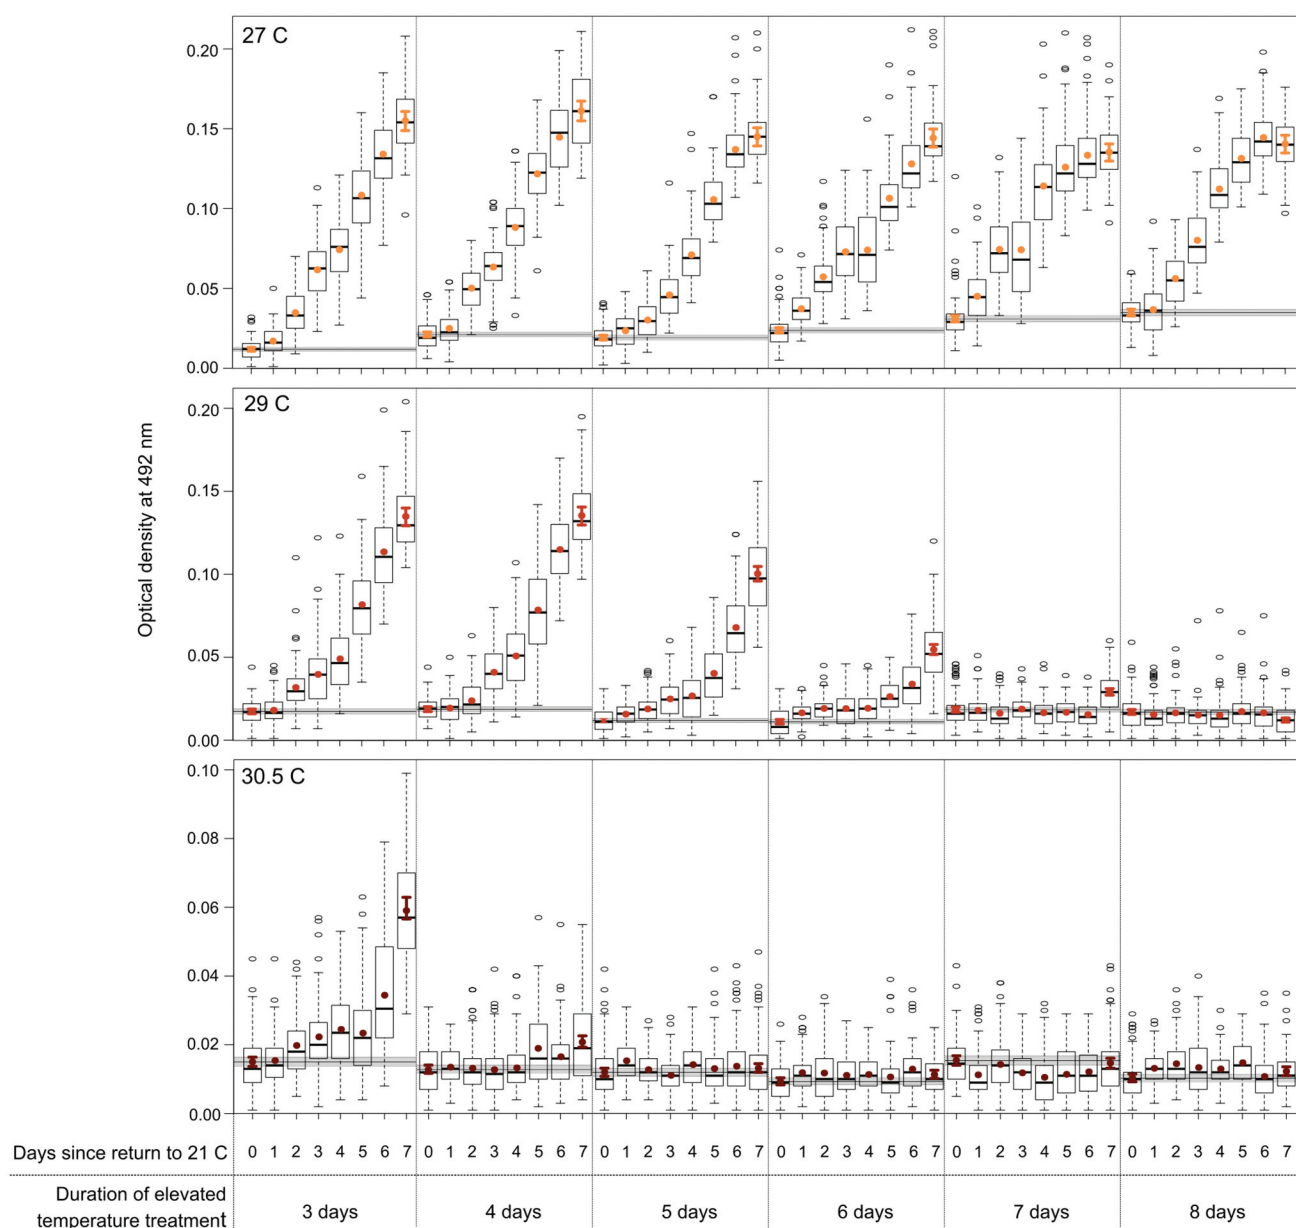 27 C
0.20
0.15
0.10
0.05
0.00
29 C
0.20
0.15
0.10
0.05
0.00
Optical density at 492 nm
30.5 C
0.10
0.08
0.06
0.04
0.02
0.00
Days since return to 21 C 0 1 2 3 4 5 6 7 0 1 2 3 4 5 6 7 0 1 2 3 4 5 6 7 0 1 2 3 4 5 6 7 0 1 2 3 4 5 6 7 0 1 2 3 4 5 6 7
Duration of elevated
temperature treatment 3 days 4 days 5 days 6 days 7 days 8 days